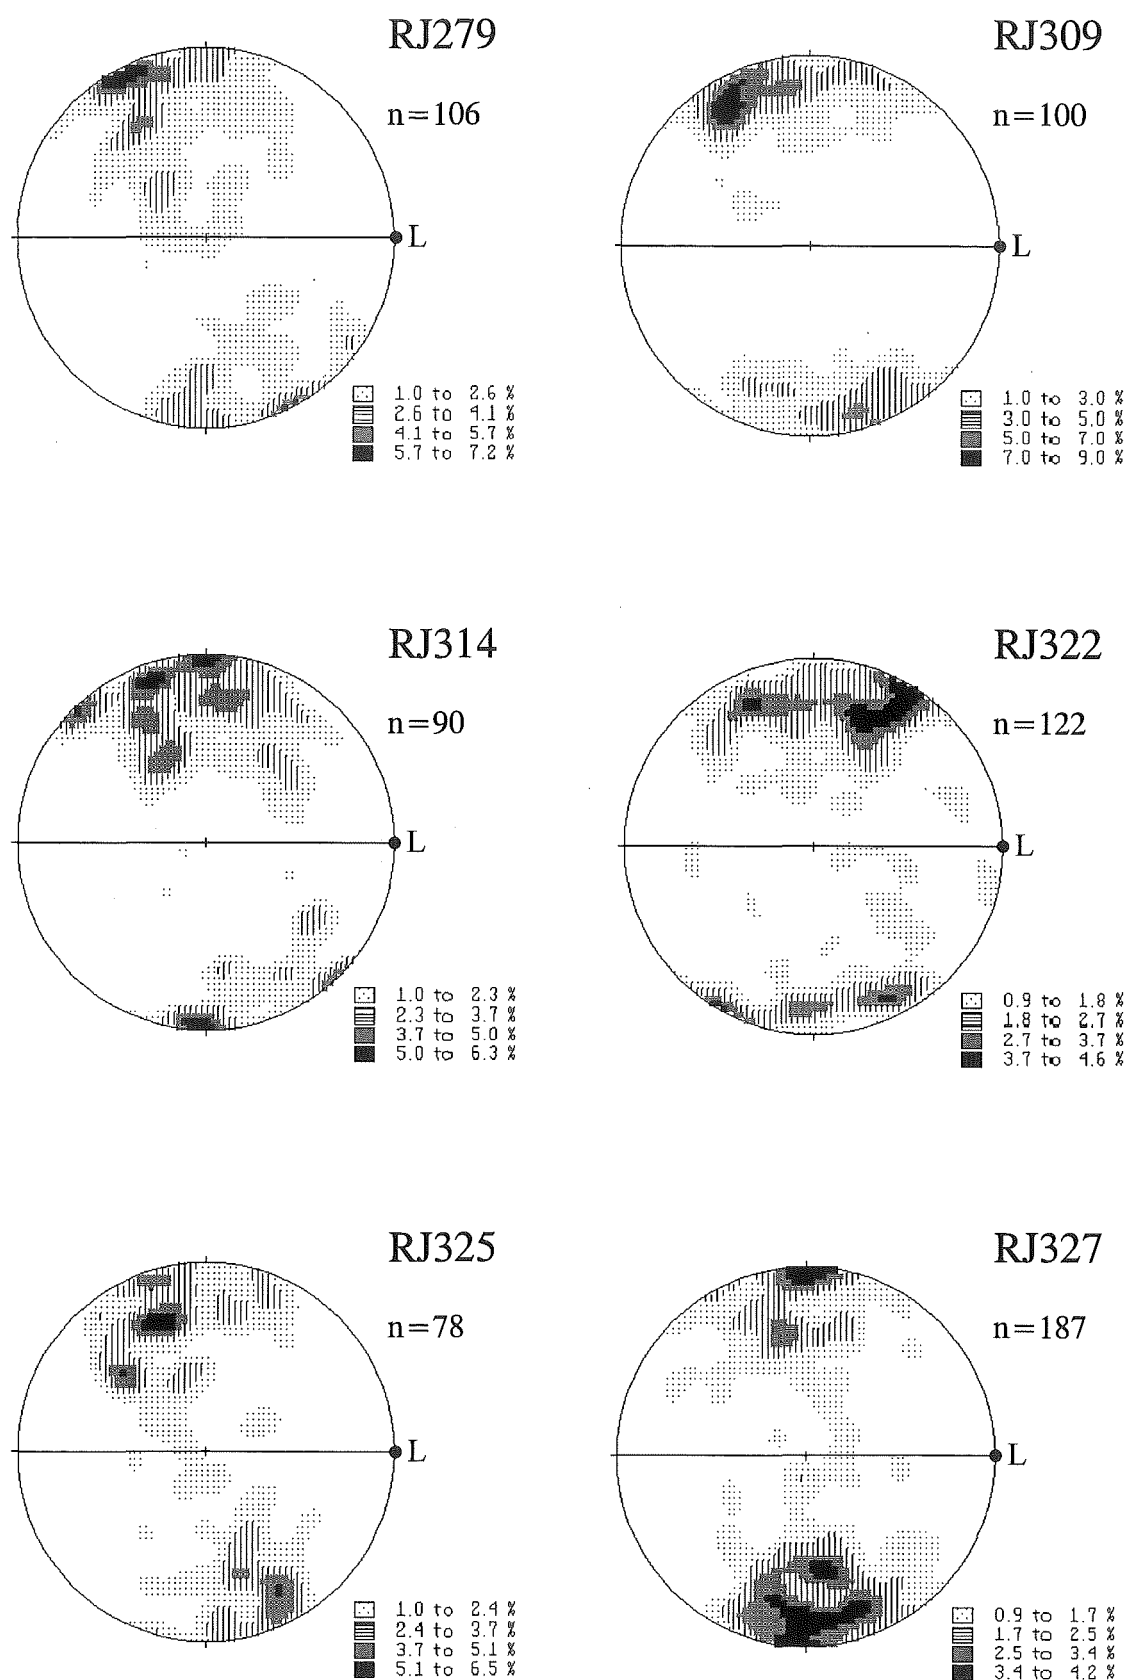 RJ279
n=106
L
1.0 to 2.6 %
2.6 to 4.1 %
4.1 to 5.7 %
5.7 to 7.2 %
RJ309
n=100
L
1.0 to 3.0 %
3.0 to 5.0 %
5.0 to 7.0 %
7.0 to 9.0 %
RJ314
n=90
L
1.0 to 2.3 %
2.3 to 3.7 %
3.7 to 5.0 %
5.0 to 6.3 %
RJ322
n=122
L
0.9 to 1.8 %
1.8 to 2.7 %
2.7 to 3.7 %
3.7 to 4.6 %
RJ325
n=78
L
1.0 to 2.4 %
2.4 to 3.7 %
3.7 to 5.1 %
5.1 to 6.5 %
RJ327
n=187
L
0.9 to 1.7 %
1.7 to 2.5 %
2.5 to 3.4 %
3.4 to 4.2 %